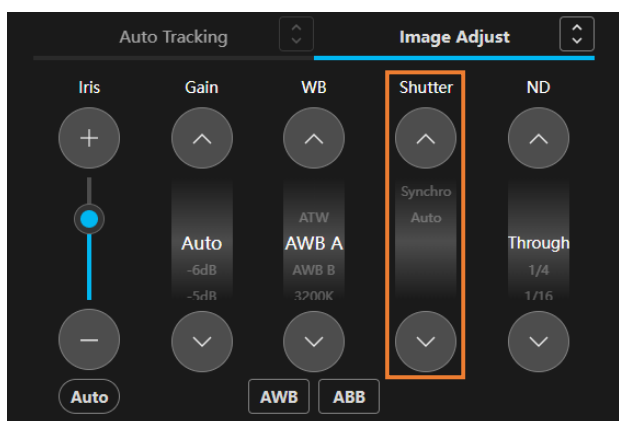 Auto Tracking Image Adjust
Iris Gain WB Shutter ND
Synchro
ATW Auto
Auto AWB A Through
-6dB AWB B 1/4
-5dB 3200K 1/16
Auto AWB ABB